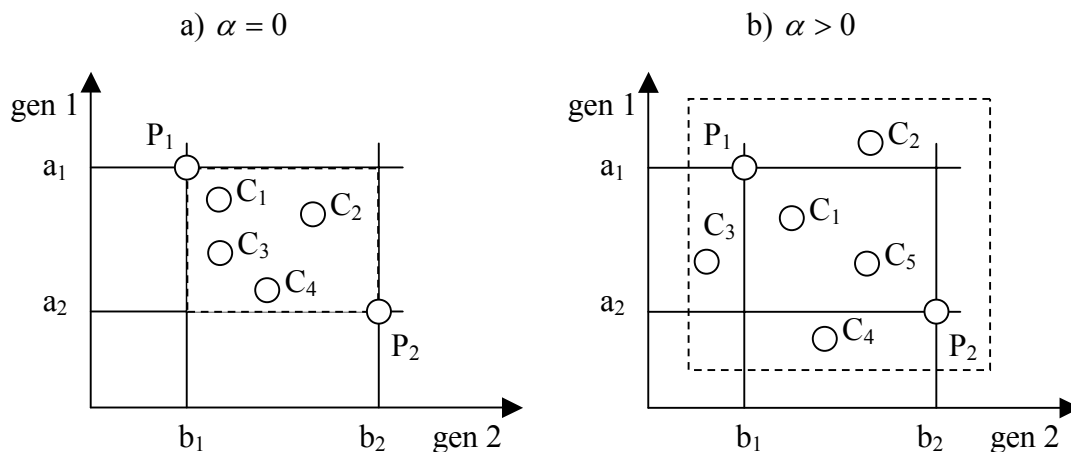 a) α = 0
b) α > 0
gen 1
P₁
a₁
C₁
C₂
C₃
C₄
a₂
P₂
b₁
b₂
gen 2
gen 1
P₁
C₂
a₁
C₁
C₃
C₅
a₂
C₄
P₂
b₁
b₂
gen 2